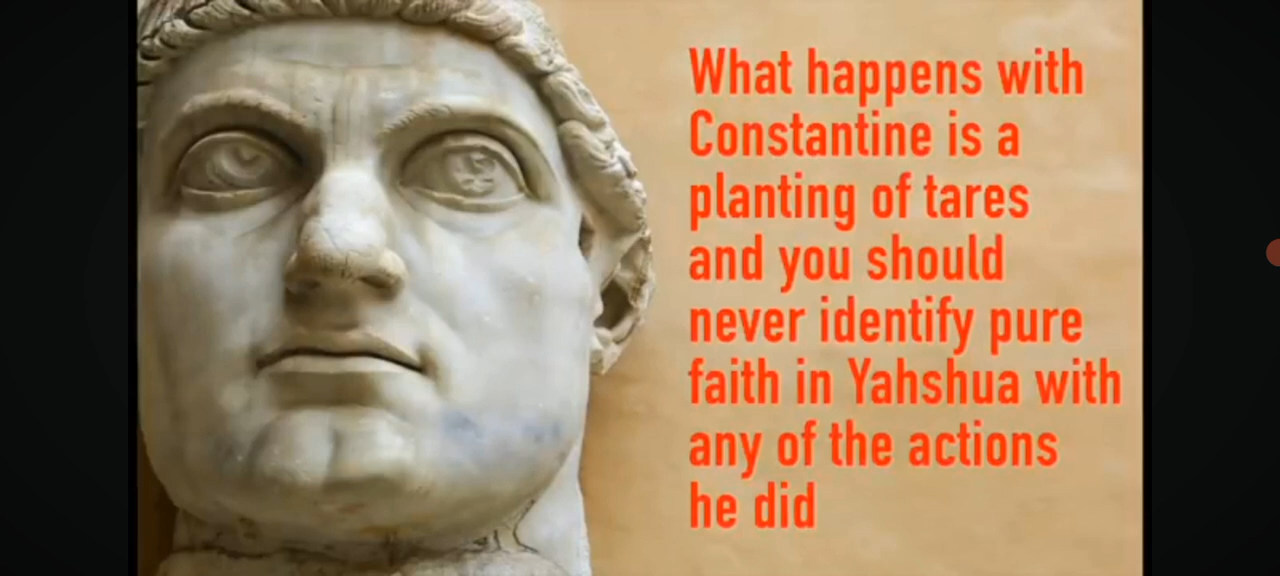 What happens with
Constantine is a
planting of tares
and you should
never identify pure
faith in Yahshua with
any of the actions
he did